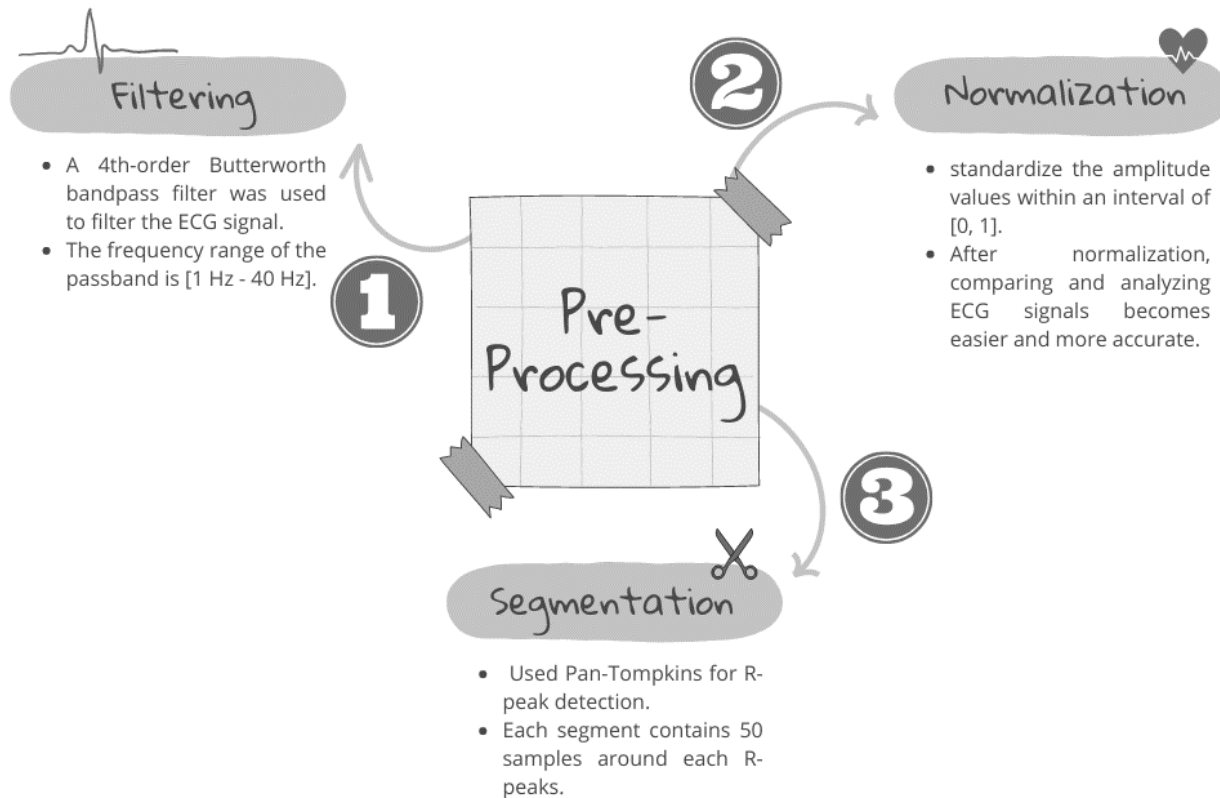 Filtering
• A 4th-order Butterworth
bandpass filter was used
to filter the ECG signal.
• The frequency range of the
passband is [1 Hz - 40 Hz].
1
2
Normalization
• standardize the amplitude
values within an interval of
[0, 1].
• After normalization,
comparing and analyzing
ECG signals becomes
easier and more accurate.
Pre-
Processing
3
Segmentation
• Used Pan-Tompkins for R-
peak detection.
• Each segment contains 50
samples around each R-
peaks.